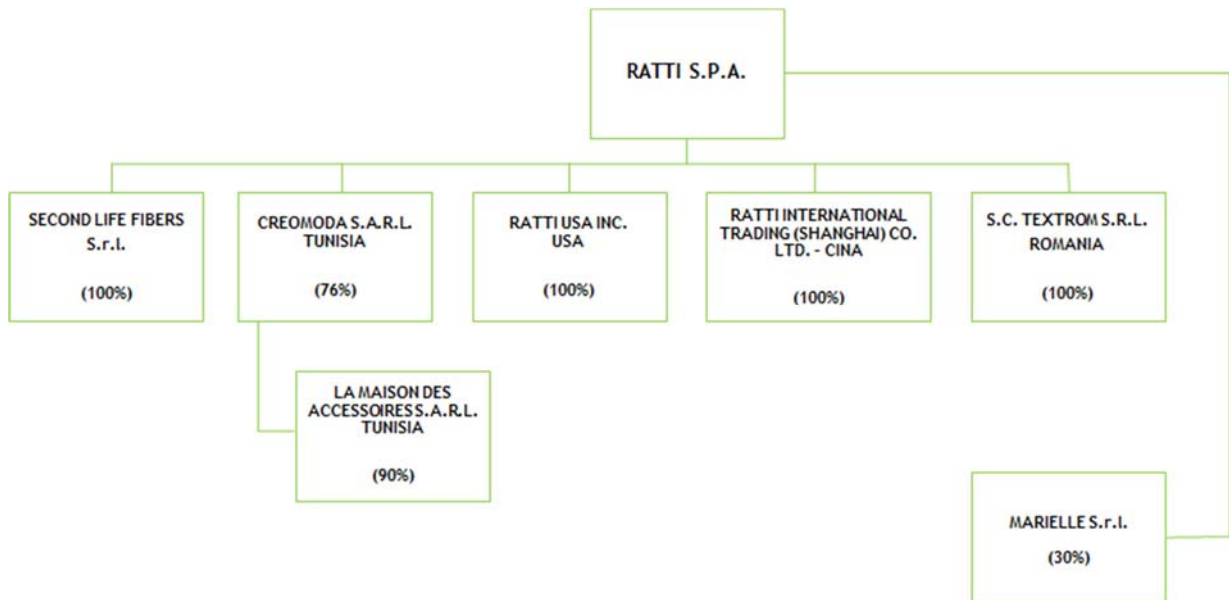 RATTI S.P.A.
SECOND LIFE FIBERS
S.r.l.
(100%)
CREOMODA S.A.R.L.
TUNISIA
(76%)
RATTI USA INC.
USA
(100%)
RATTI INTERNATIONAL
TRADING (SHANGHAI) CO.
LTD. - CINA
(100%)
S.C. TEXTROM S.R.L.
ROMANIA
(100%)
LA MAISON DES
ACCESSOIRES S.A.R.L.
TUNISIA
(90%)
MARIELLE S.r.l.
(30%)